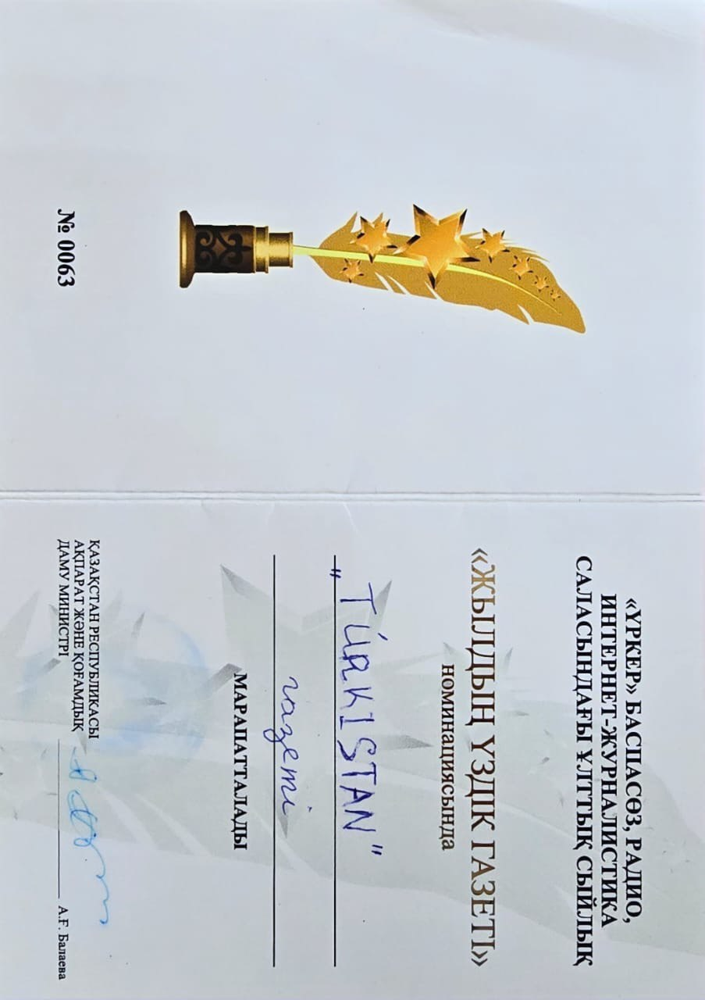 № 0063
«ҮРКЕР» БАСПАСӨЗ, РАДИО,
ИНТЕРНЕТ-ЖУРНАЛИСТИКА
САЛАСЫНДАҒЫ ҰЛТТЫҚ СЫЙЛЫҚ
«ЖЫЛДЫҢ ҮЗДІК ГАЗЕТІ»
номинациясында
„TÚRKISTAN"
газеті
МАРАПАТТАЛАДЫ
ҚАЗАҚСТАН РЕСПУБЛИКАСЫ
АҚПАРАТ ЖӘНЕ ҚОҒАМДЫҚ
ДАМУ МИНИСТРІ
А.Ғ. Балаева